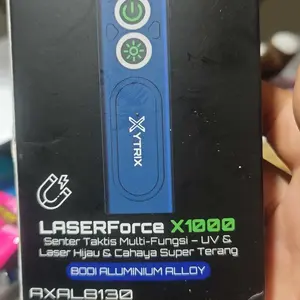 XYTRIX
LASERForce X1000
Senter Taktis Multi-Fungsi – UV &
Laser Hijau & Cahaya Super Terang
BODI ALUMINIUM ALLOY
AXAL8130